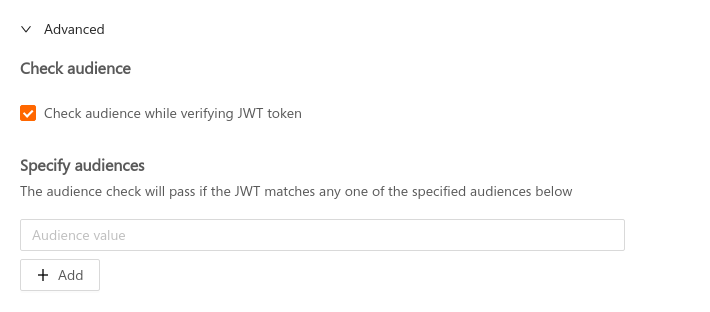 Advanced
Check audience
Check audience while verifying JWT token
Specify audiences
The audience check will pass if the JWT matches any one of the specified audiences below
Audience value
+ Add